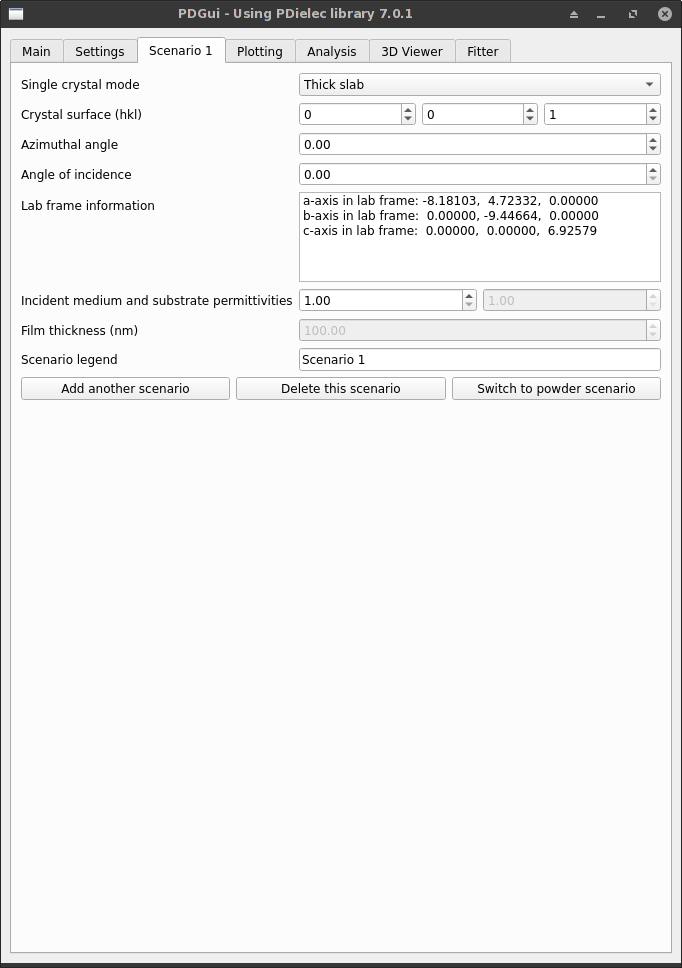 PDGui - Using PDielec library 7.0.1
Main Settings Scenario 1 Plotting Analysis 3D Viewer Fitter
Single crystal mode Thick slab
Crystal surface (hkl) 0 0 1
Azimuthal angle 0.00
Angle of incidence 0.00
Lab frame information
a-axis in lab frame: -8.18103, 4.72332, 0.00000
b-axis in lab frame: 0.00000, -9.44664, 0.00000
c-axis in lab frame: 0.00000, 0.00000, 6.92579
Incident medium and substrate permittivities 1.00 1.00
Film thickness (nm) 100.00
Scenario legend Scenario 1
Add another scenario Delete this scenario Switch to powder scenario